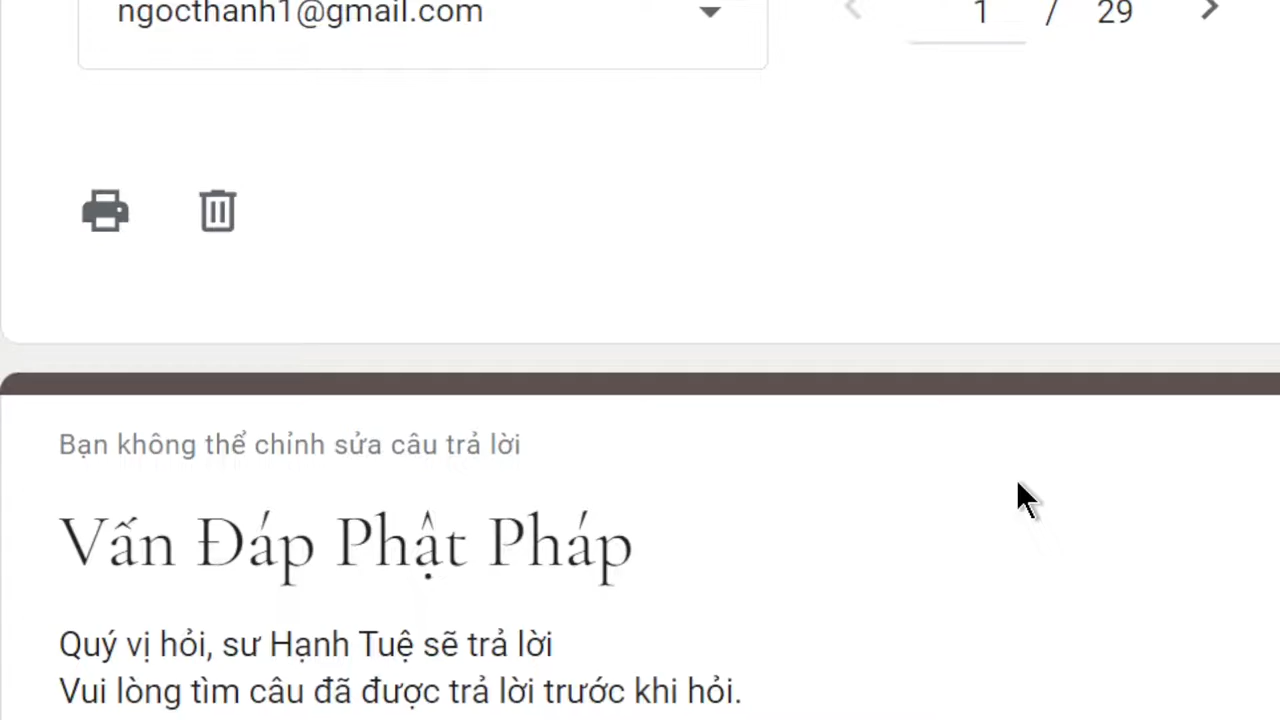 ngocthanh1@gmail.com
1 / 29
Bạn không thể chỉnh sửa câu trả lời
Vấn Đáp Phật Pháp
Quý vị hỏi, sư Hạnh Tuệ sẽ trả lời
Vui lòng tìm câu đã được trả lời trước khi hỏi.